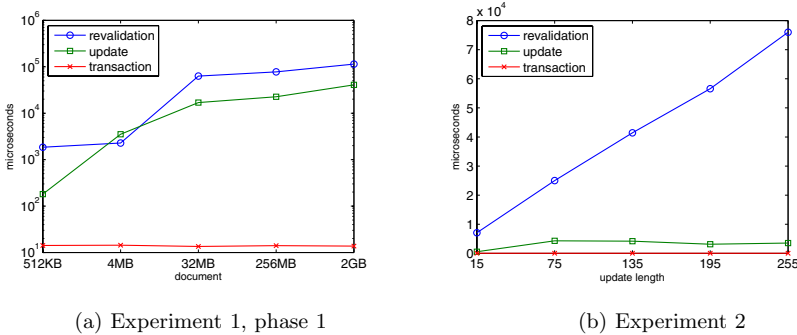 10^6
10^5
10^4
10^3
10^2
10^1
microseconds
revalidation
update
transaction
512KB 4MB 32MB 256MB 2GB
document
(a) Experiment 1, phase 1
x 10^4
8
7
6
5
4
3
2
1
0
microseconds
revalidation
update
transaction
15 75 135 195 255
update length
(b) Experiment 2